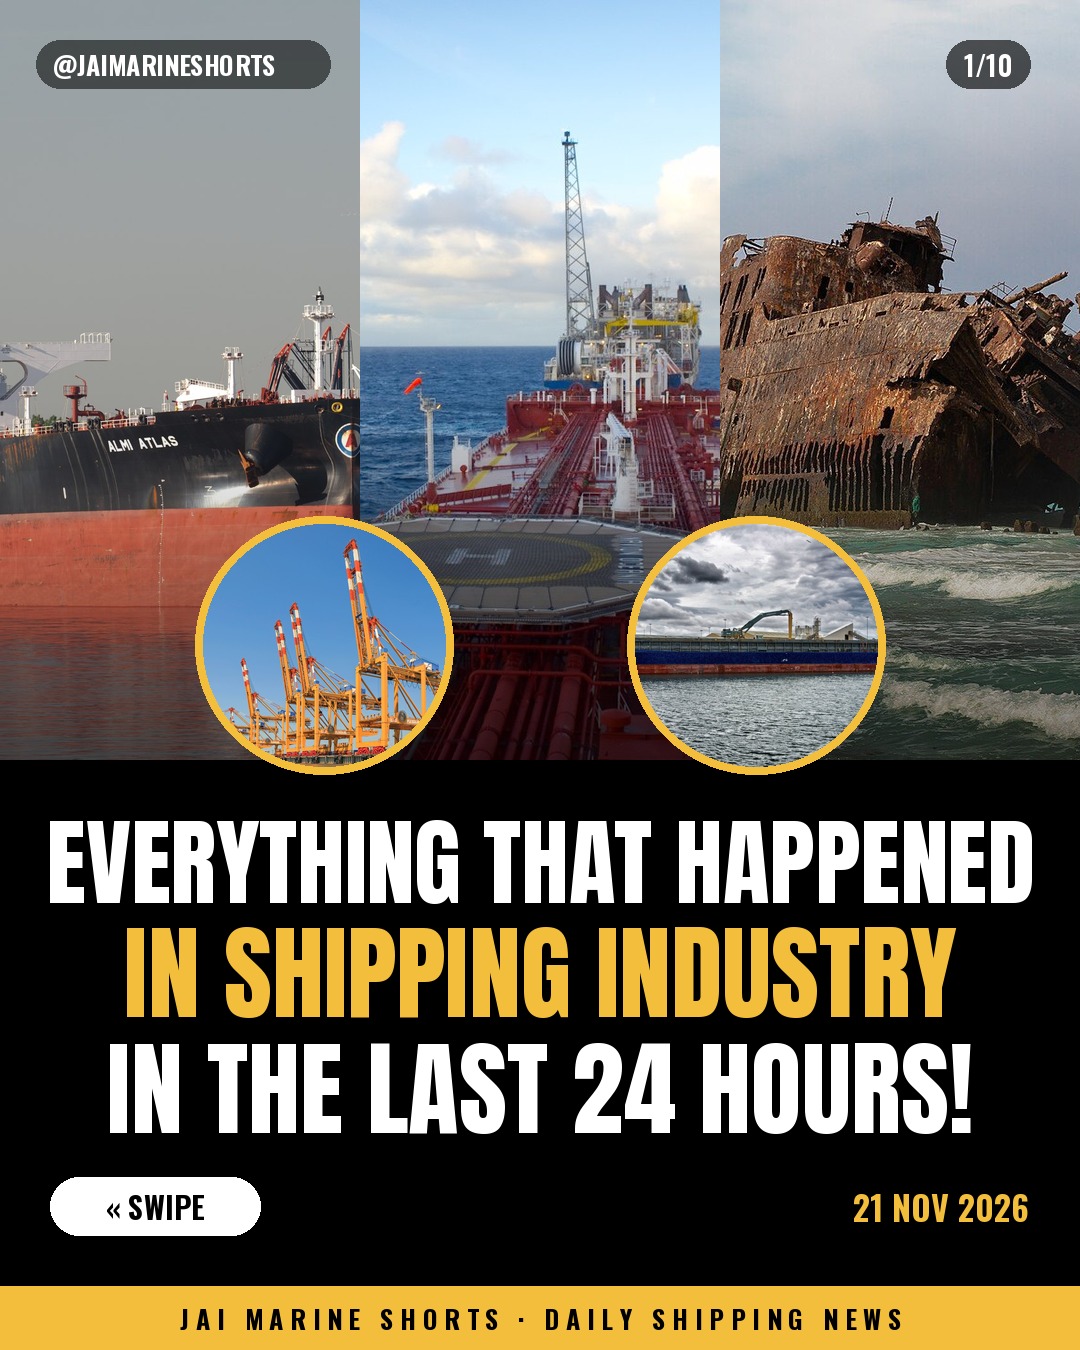 @JAIMARINESHORTS
1/10
ALMI ATLAS
H
EVERYTHING THAT HAPPENED
IN SHIPPING INDUSTRY
IN THE LAST 24 HOURS!
« SWIPE
21 NOV 2026
JAI MARINE SHORTS · DAILY SHIPPING NEWS